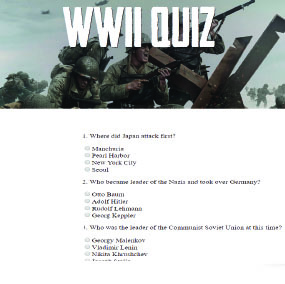 WWII QUIZ
1. Where did Japan attack first?
Manchuria
Pearl Harbor
New York City
Seoul
2. Who became leader of the Nazis and took over Germany?
Otto Baum
Adolf Hitler
Rudolf Lehmann
Georg Keppler
3. Who was the leader of the Communist Soviet Union at this time?
Georgy Malenkov
Vladimir Lenin
Nikita Khrushchev